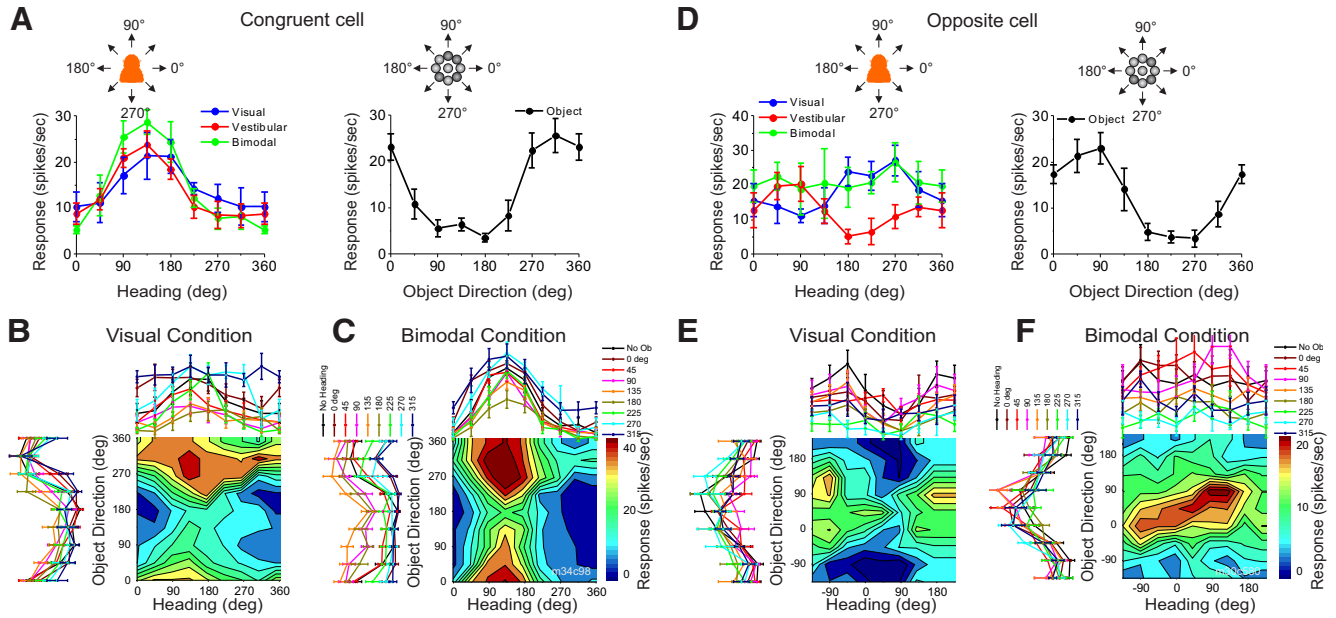 A
Congruent cell
90°
180°
0°
270°
90°
180°
0°
270°
Response (spikes/sec)
30
20
10
0
Visual
Vestibular
Bimodal
0 90 180 270 360
Heading (deg)
Response (spikes/sec)
30
20
10
0
Object
0 90 180 270 360
Object Direction (deg)
D
Opposite cell
90°
180°
0°
270°
90°
180°
0°
270°
Response (spikes/sec)
40
30
20
10
0
Visual
Vestibular
Bimodal
0 90 180 270 360
Heading (deg)
Response (spikes/sec)
30
20
10
0
Object
0 90 180 270 360
Object Direction (deg)
B
Visual Condition
Object Direction (deg)
360
270
180
90
0
0 90 180 270 360
Heading (deg)
C
Bimodal Condition
No Heading
0 deg
45
90
135
180
225
270
315
No Ob
0 deg
45
90
135
180
225
270
315
Object Direction (deg)
360
270
180
90
0
m34c98
0 90 180 270 360
Heading (deg)
40
20
0
Response (spikes/sec)
E
Visual Condition
Object Direction (deg)
180
90
0
-90
-90 0 90 180
Heading (deg)
F
Bimodal Condition
No Heading
0 deg
45
90
135
180
225
270
315
No Ob
0 deg
45
90
135
180
225
270
315
Object Direction (deg)
180
90
0
-90
-90 0 90 180
Heading (deg)
20
10
0
Response (spikes/sec)